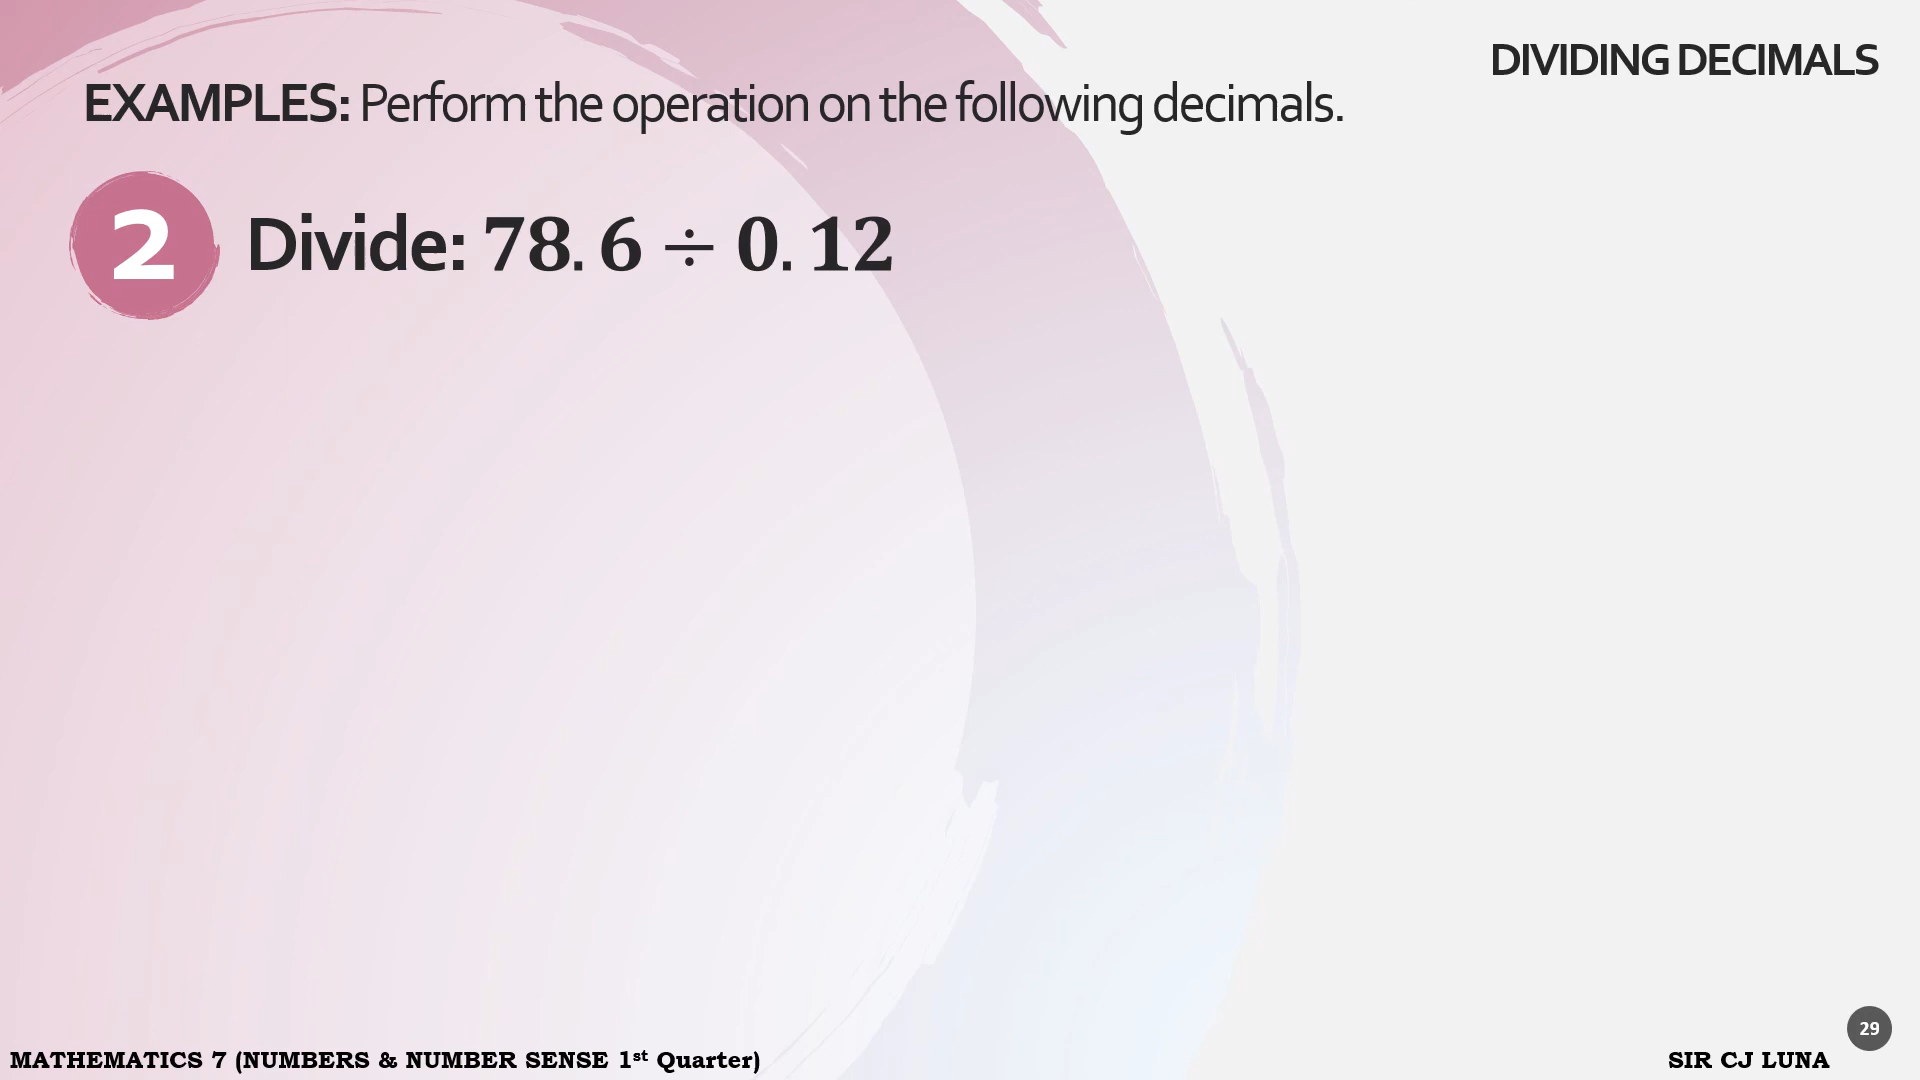 DIVIDING DECIMALS
EXAMPLES: Perform the operation on the following decimals.
2 Divide: 78.6 ÷ 0.12
29
MATHEMATICS 7 (NUMBERS & NUMBER SENSE 1st Quarter)
SIR CJ LUNA